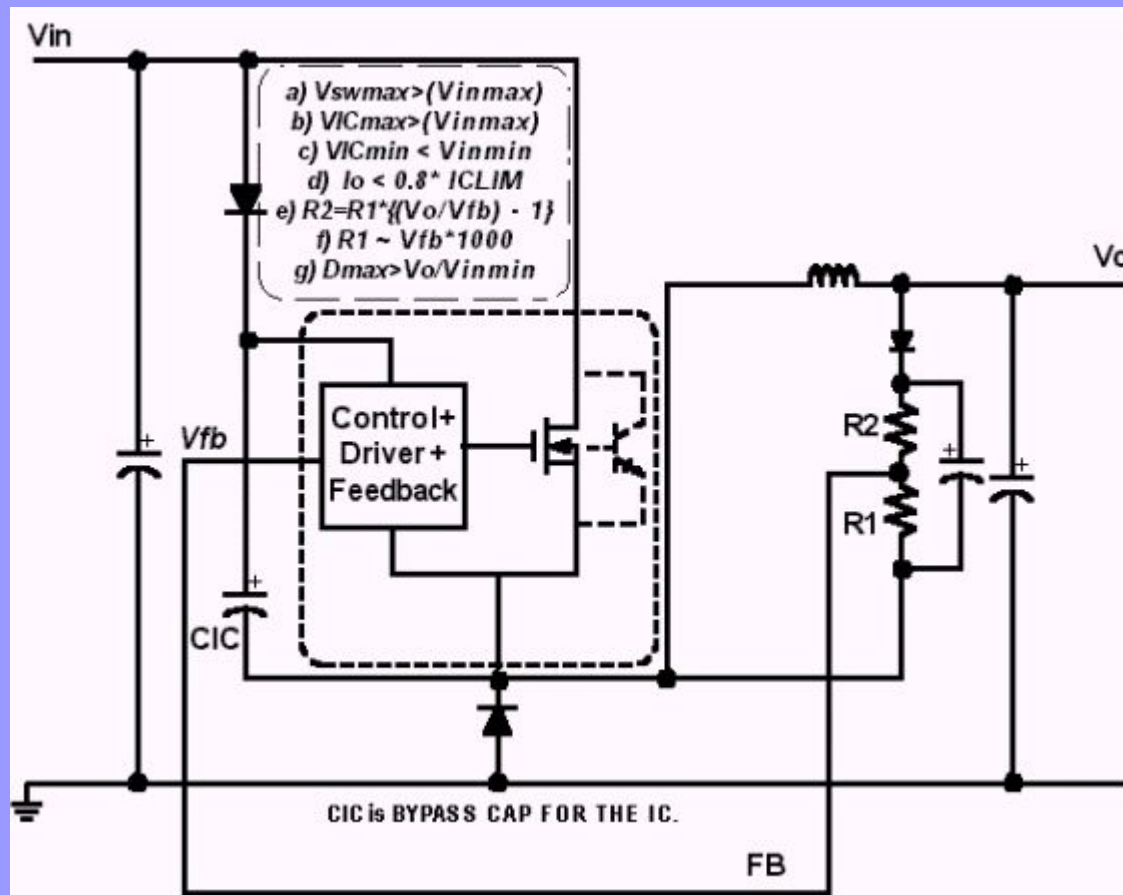 Vin
a) Vswmax>(Vinmax)
b) VICmax>(Vinmax)
c) VICmin < Vinmin
d) Io < 0.8* ICLIM
e) R2=R1*{(Vo/Vfb) - 1}
f) R1 ~ Vfb*1000
g) Dmax>Vo/Vinmin
Vo
Control+
Driver+
Feedback
Vfb
+
+
R2
+
+
R1
CIC
CIC is BYPASS CAP FOR THE IC.
FB